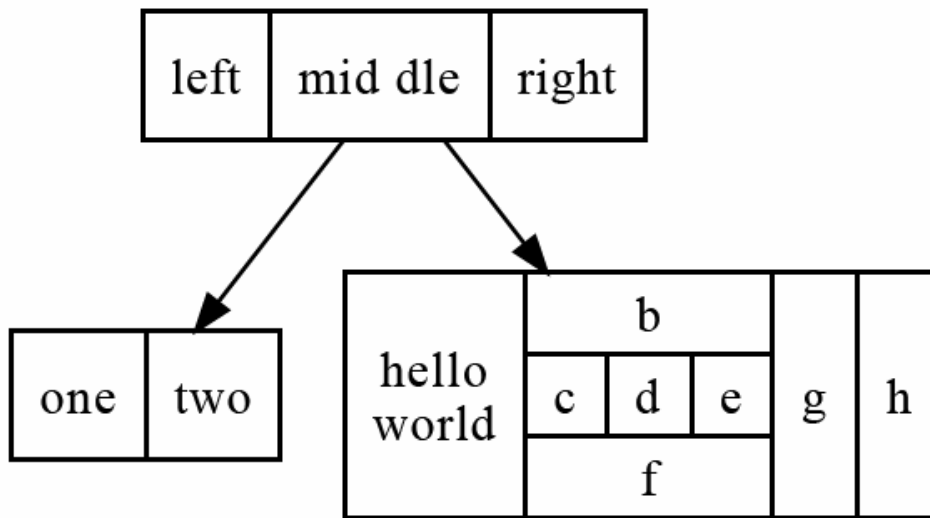 left mid dle right
one two
hello
world
b
c d e
f
g
h